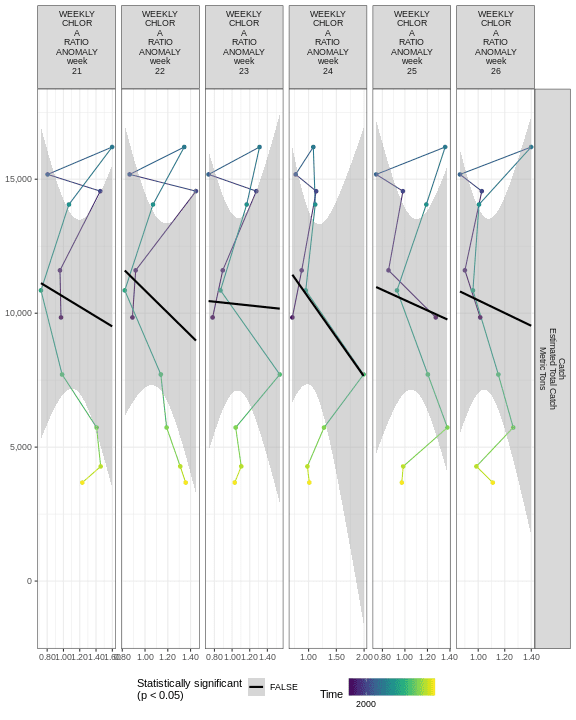 WEEKLY
CHLOR
A
RATIO
ANOMALY
week
21
WEEKLY
CHLOR
A
RATIO
ANOMALY
week
22
WEEKLY
CHLOR
A
RATIO
ANOMALY
week
23
WEEKLY
CHLOR
A
RATIO
ANOMALY
week
24
WEEKLY
CHLOR
A
RATIO
ANOMALY
week
25
WEEKLY
CHLOR
A
RATIO
ANOMALY
week
26
15,000
10,000
5,000
0
Catch
Estimated Total Catch
Metric Tons
0.80 1.00 1.20 1.40 1.60 0.80 1.00 1.20 1.40 0.80 1.00 1.20 1.40 1.00 1.50 2.00 0.80 1.00 1.20 1.40 1.00 1.20 1.40
Statistically significant
(p < 0.05)
FALSE
Time
2000